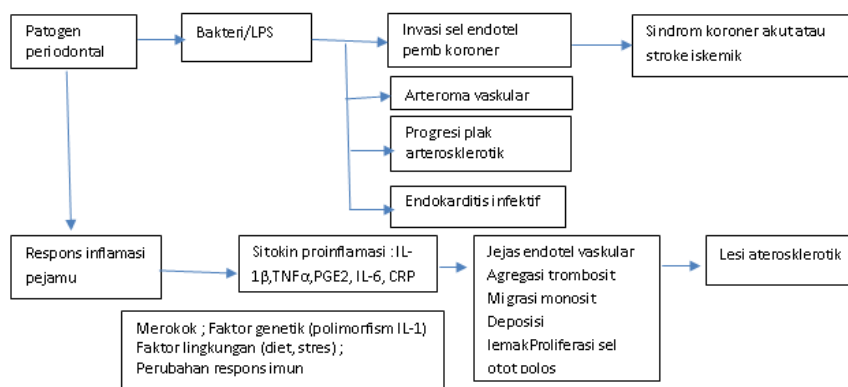 Patogen
periodontal
Bakteri/LPS
Invasi sel endotel
pemb koroner
Sindrom koroner akut atau
stroke iskemik
Arteroma vaskular
Progresi plak
arterosklerotik
Endokarditis infektif
Respons inflamasi
pejamu
Sitokin proinflamasi : IL-
1β,TNFα,PGE2, IL-6, CRP
Jejas endotel vaskular
Agregasi trombosit
Migrasi monosit
Deposisi
lemakProliferasi sel
otot polos
Lesi aterosklerotik
Merokok ; Faktor genetik (polimorfism IL-1)
Faktor lingkungan (diet, stres) ;
Perubahan respons imun